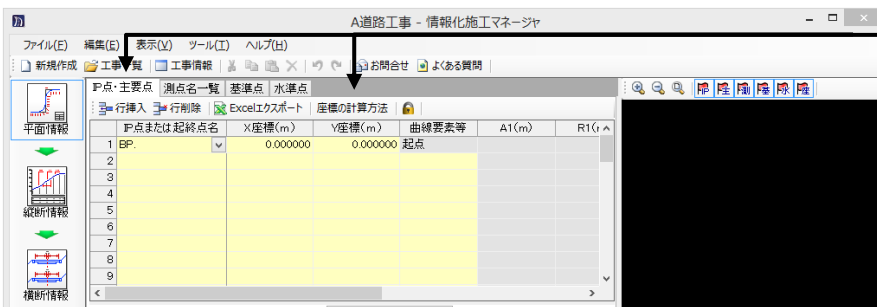 A道路工事 - 情報化施工マネージャ
ファイル(F) 編集(E) 表示(V) ツール(T) ヘルプ(H)
新規作成 工事一覧 工事情報 お問合せ よくある質問
IP点・主要点 測点名一覧 基準点 水準点
行挿入 行削除 Excelエクスポート 座標の計算方法
IP点または起終点名 X座標(m) Y座標(m) 曲線要素等 A1(m) R1(r
1 BP. 0.000000 0.000000 起点
2
3
4
5
6
7
8
9
平面情報
縦断情報
横断情報